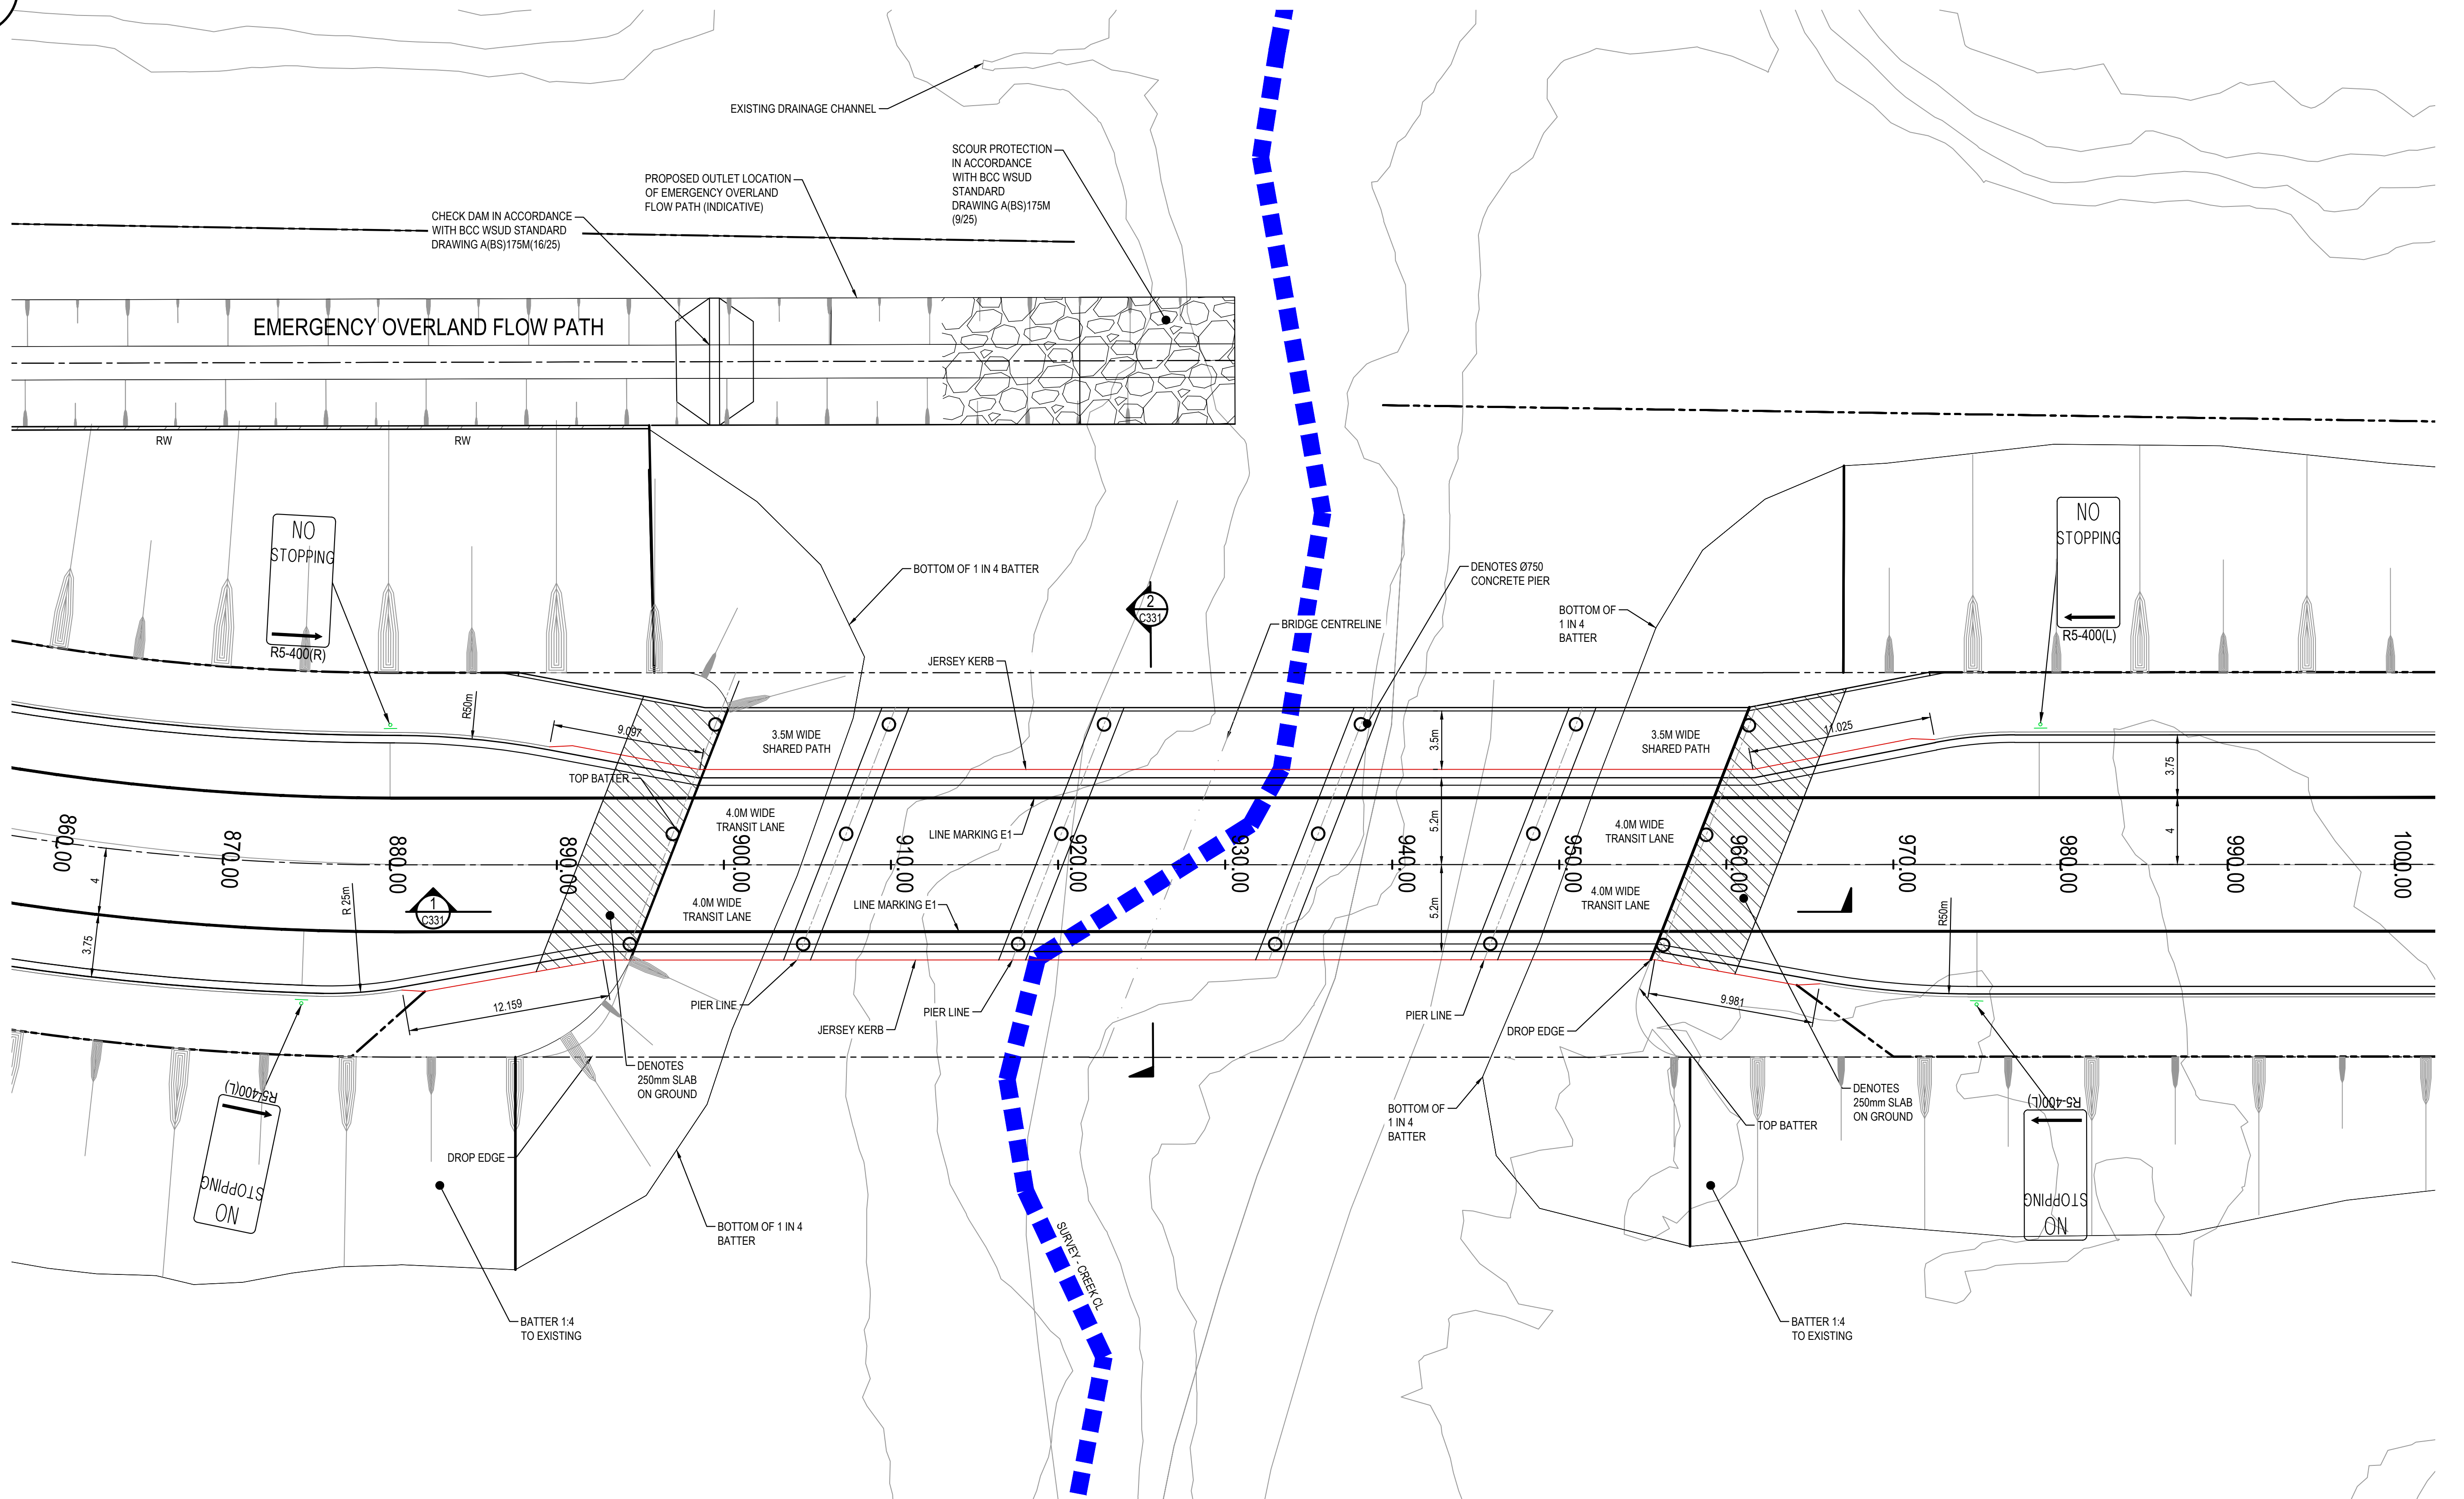 EXISTING DRAINAGE CHANNEL
SCOUR PROTECTION
IN ACCORDANCE
WITH BCC WSUD
STANDARD
DRAWING A(BS)175M
(9/25)
PROPOSED OUTLET LOCATION
OF EMERGENCY OVERLAND
FLOW PATH (INDICATIVE)
CHECK DAM IN ACCORDANCE
WITH BCC WSUD STANDARD
DRAWING A(BS)175M(16/25)
EMERGENCY OVERLAND FLOW PATH
RW
RW
NO
STOPPING
R5-400(R)
NO
STOPPING
R5-400(L)
BOTTOM OF 1 IN 4 BATTER
2
C331
DENOTES Ø750
CONCRETE PIER
BOTTOM OF
1 IN 4
BATTER
BRIDGE CENTRELINE
JERSEY KERB
R50m
9.097
3.5M WIDE
SHARED PATH
3.5m
3.5M WIDE
SHARED PATH
11.025
3.75
TOP BATTER
4.0M WIDE
TRANSIT LANE
LINE MARKING E1
5.2m
4.0M WIDE
TRANSIT LANE
4
860.00
870.00
880.00
890.00
900.00
910.00
920.00
930.00
940.00
950.00
960.00
970.00
980.00
990.00
1000.00
4
3.75
R 25m
1
C331
4.0M WIDE
TRANSIT LANE
LINE MARKING E1
5.2m
4.0M WIDE
TRANSIT LANE
R50m
12.159
PIER LINE
JERSEY KERB
PIER LINE
PIER LINE
DROP EDGE
9.981
DENOTES
250mm SLAB
ON GROUND
R5-400(L)
STOPPING
NO
DROP EDGE
BOTTOM OF
1 IN 4
BATTER
TOP BATTER
DENOTES
250mm SLAB
ON GROUND
R5-400(L)
STOPPING
NO
BOTTOM OF 1 IN 4
BATTER
SURVEY - CREEK CL
BATTER 1:4
TO EXISTING
BATTER 1:4
TO EXISTING